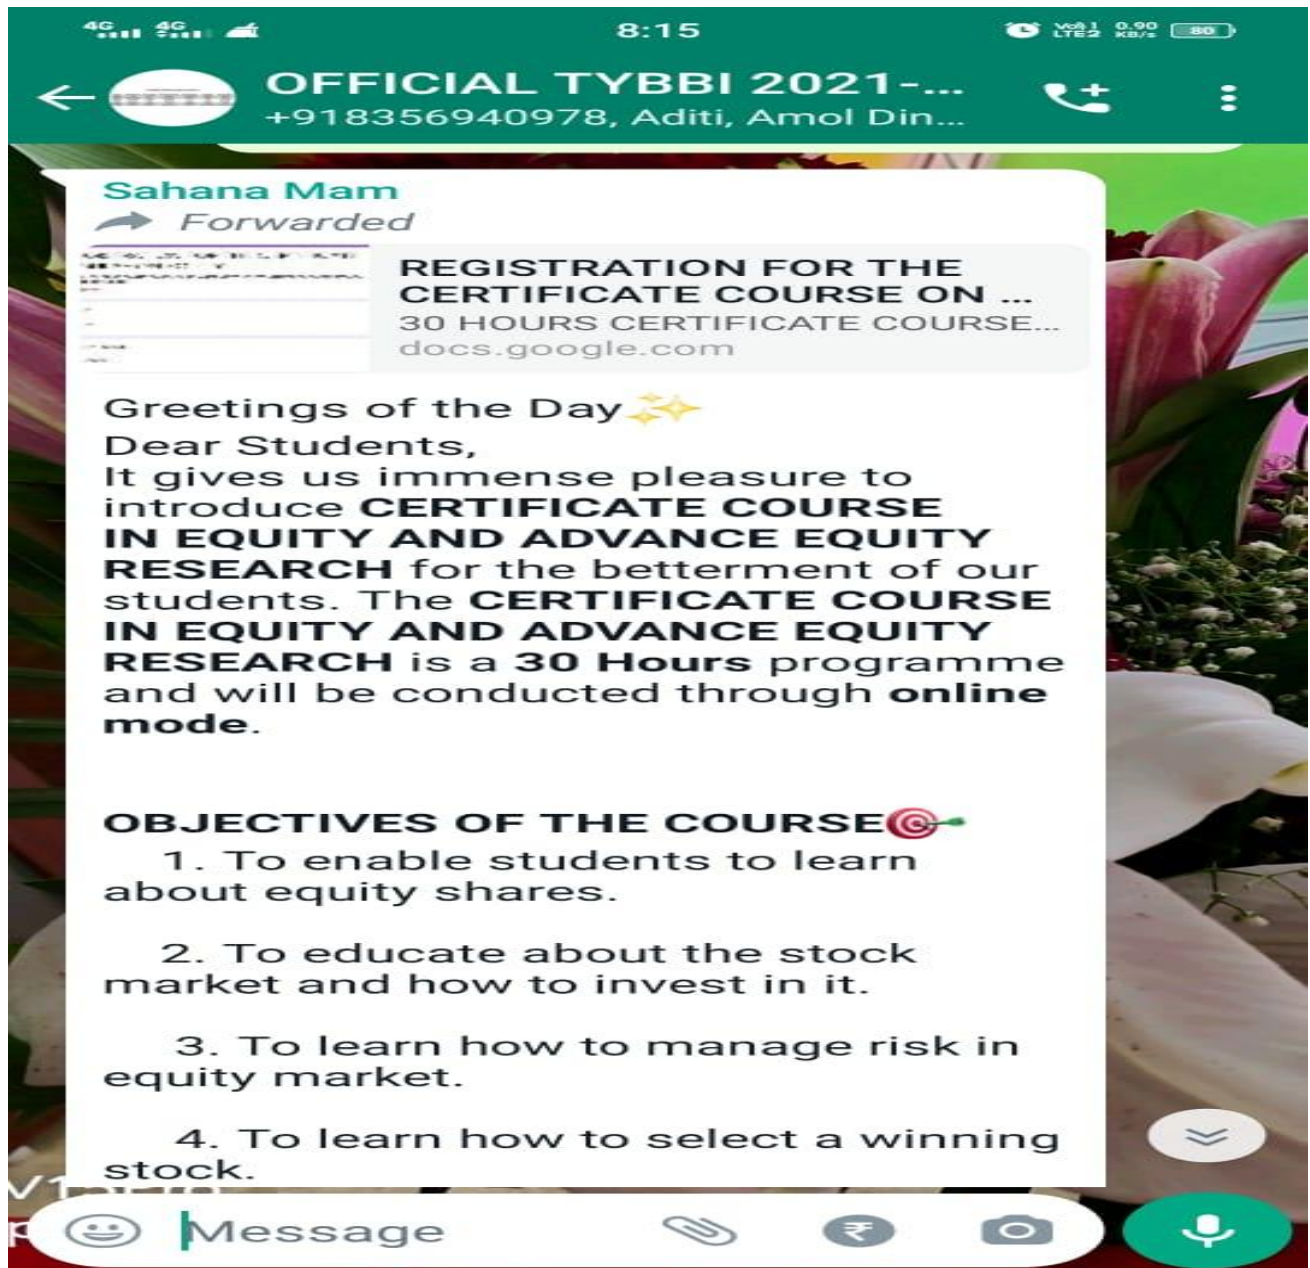 4G 4G 8:15 Vo) 1 LTE2 0.90 KB/s 80
OFFICIAL TYBBI 2021-...
+918356940978, Aditi, Amol Din...
Sahana Mam
Forwarded
REGISTRATION FOR THE
CERTIFICATE COURSE ON ...
30 HOURS CERTIFICATE COURSE...
docs.google.com
Greetings of the Day✨
Dear Students,
It gives us immense pleasure to
introduce CERTIFICATE COURSE
IN EQUITY AND ADVANCE EQUITY
RESEARCH for the betterment of our
students. The CERTIFICATE COURSE
IN EQUITY AND ADVANCE EQUITY
RESEARCH is a 30 Hours programme
and will be conducted through online
mode.
OBJECTIVES OF THE COURSE🎯
1. To enable students to learn
about equity shares.
2. To educate about the stock
market and how to invest in it.
3. To learn how to manage risk in
equity market.
4. To learn how to select a winning
stock.
Message